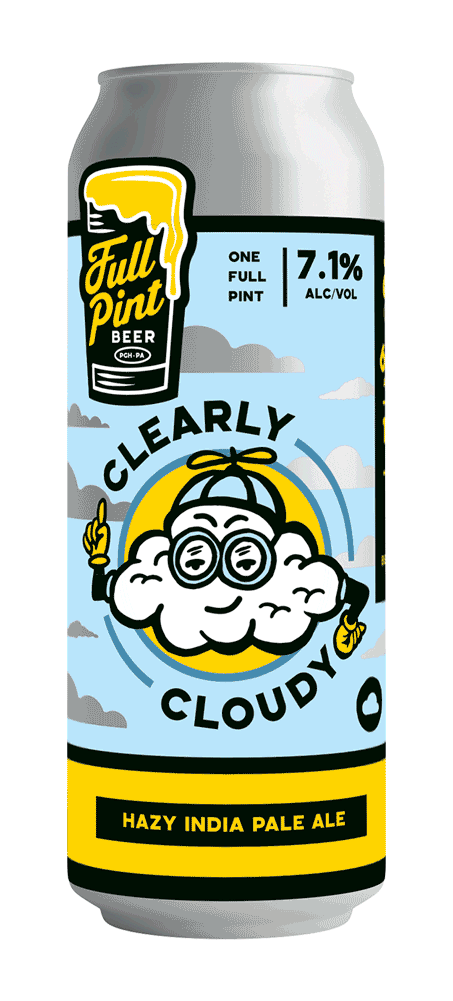 Full
Pint
BEER
PGH-PA
ONE
FULL
PINT
7.1%
ALC/VOL
CLEARLY
CLOUDY
HAZY INDIA PALE ALE